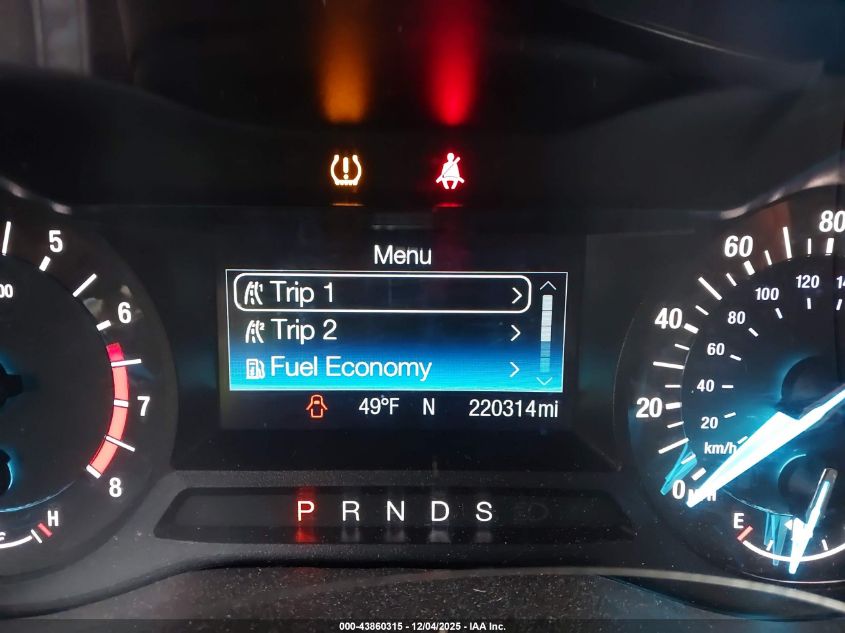 Menu
Trip 1
Trip 2
Fuel Economy
49°F N 220314mi
P R N D S
5
6
7
8
H
0
20
40
60
80
20
40
60
80
100
120
km/h
E
000-43860315 - 12/04/2025 - IAA Inc.